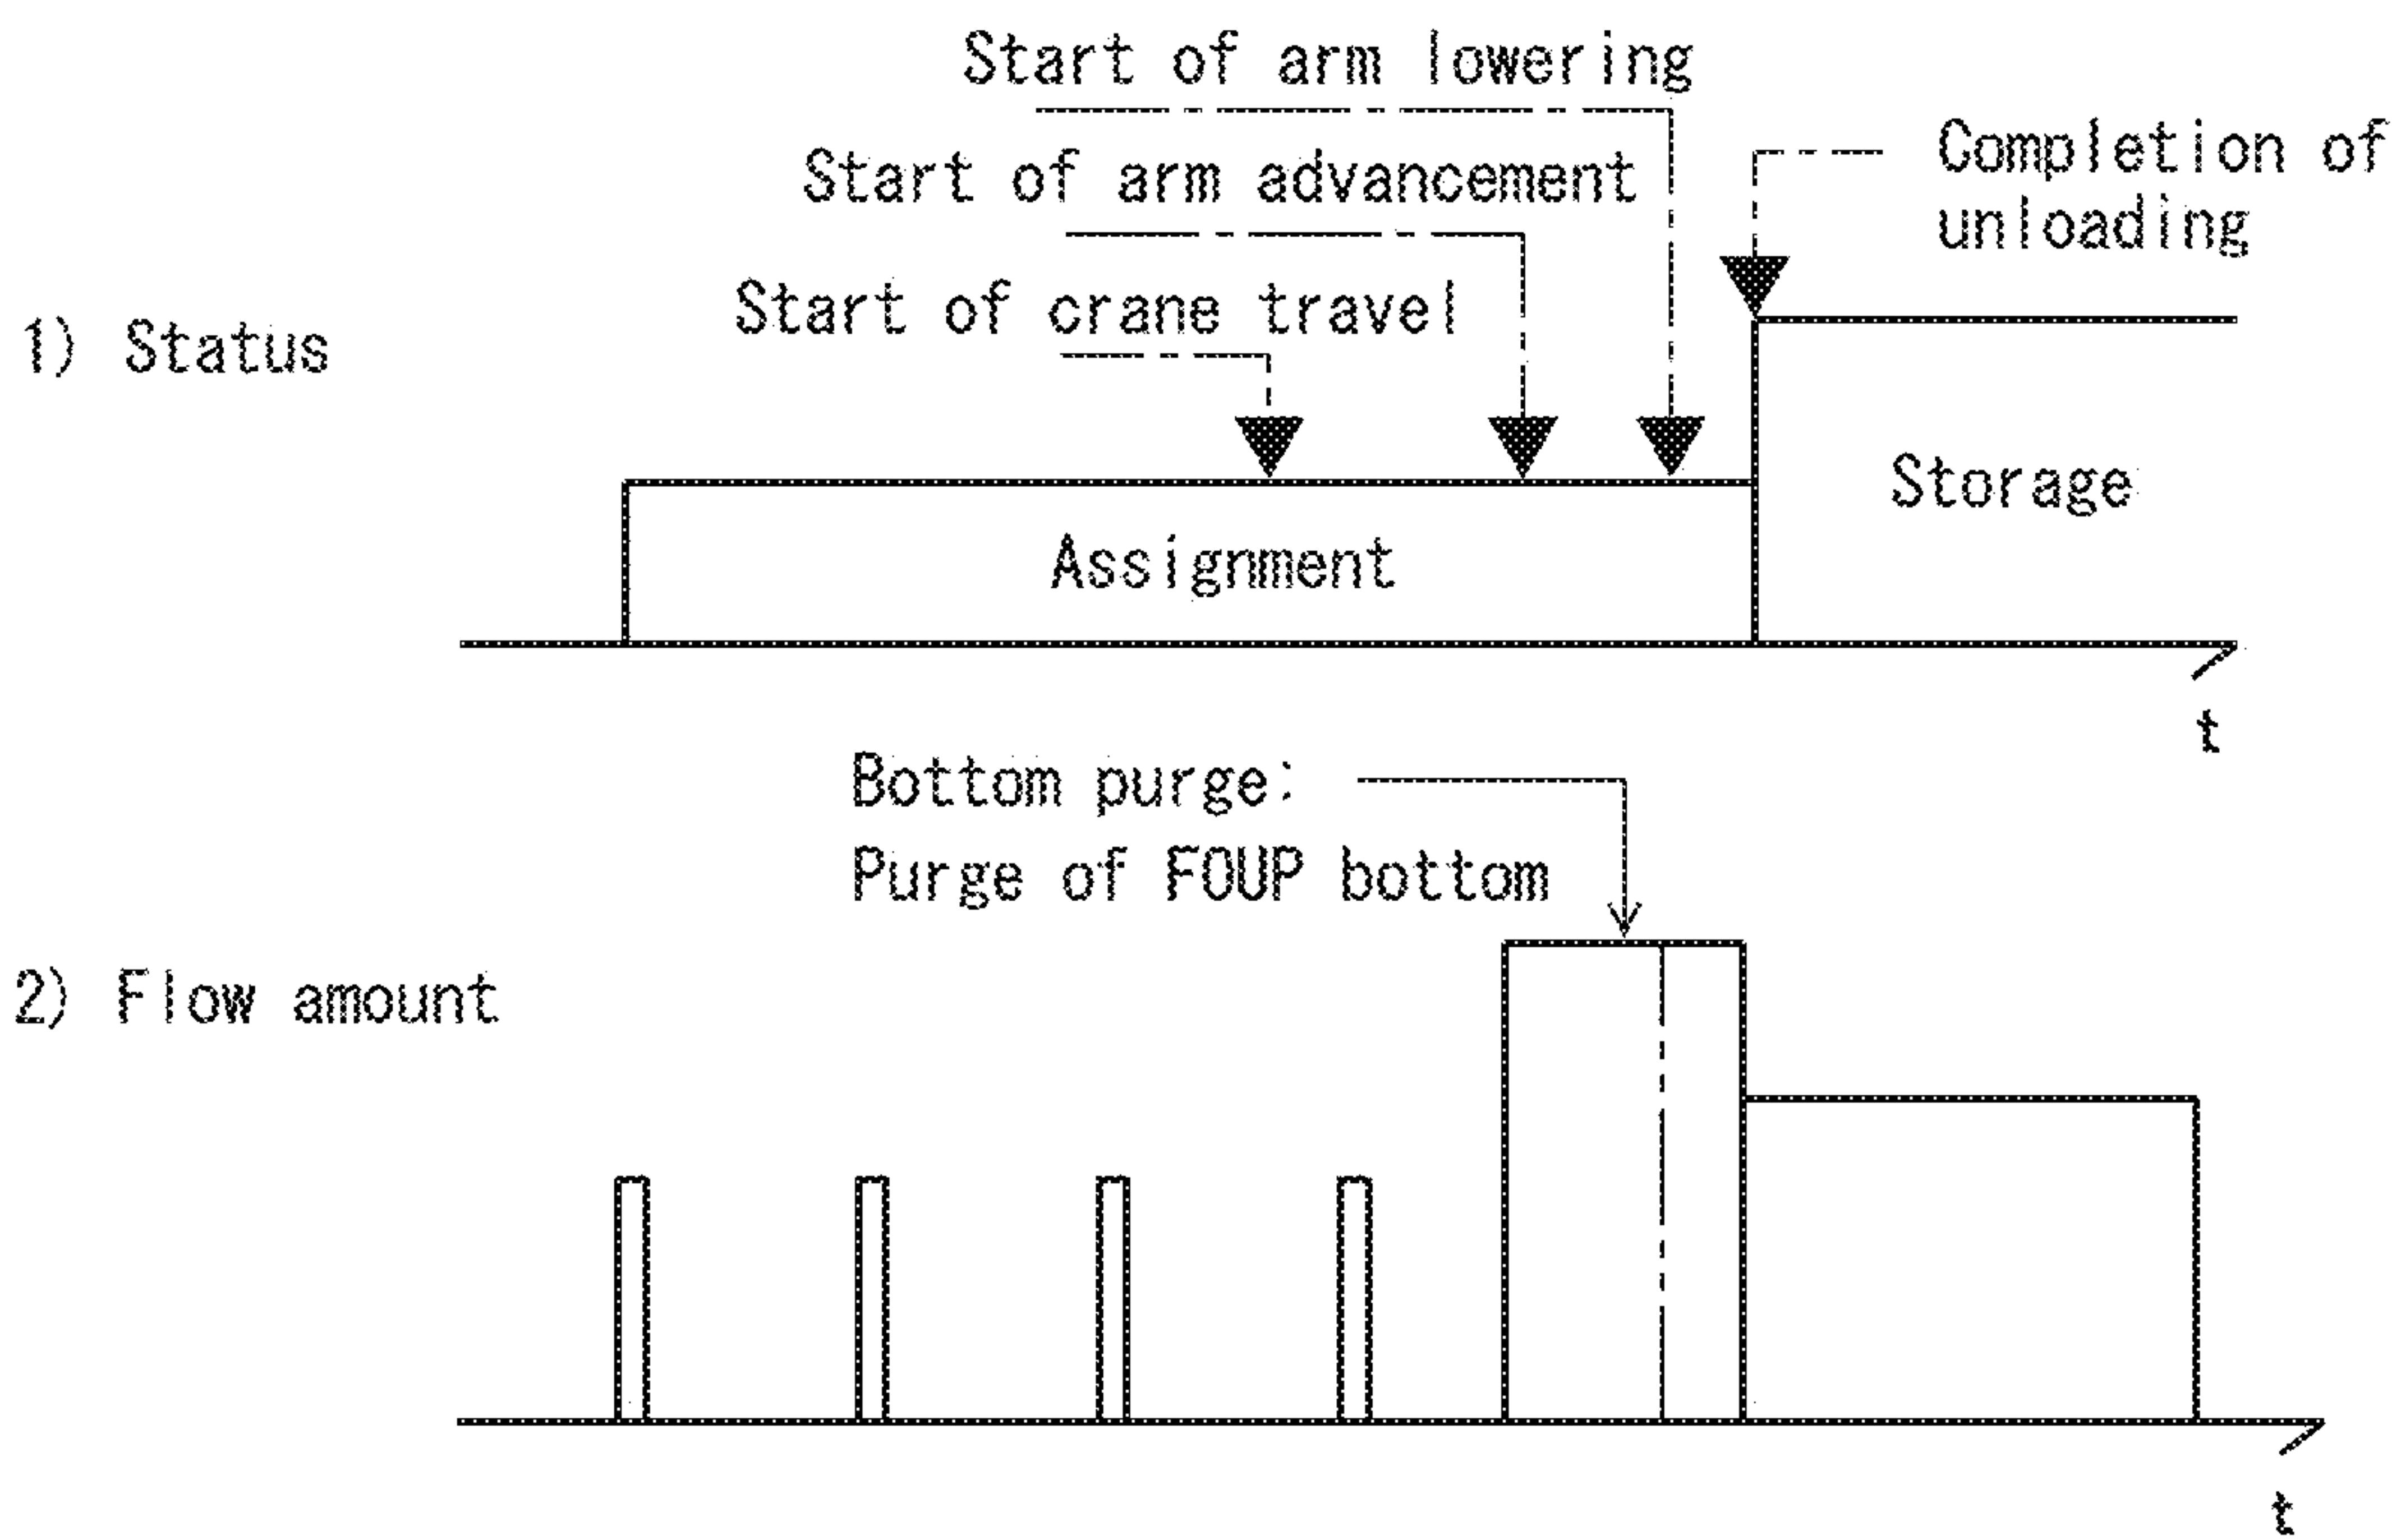 Start of arm lowering
Start of arm advancement
Completion of
unloading
Start of crane travel
1) Status
Storage
Assignment
t
Bottom purge:
Purge of FOUP bottom
2) Flow amount
t